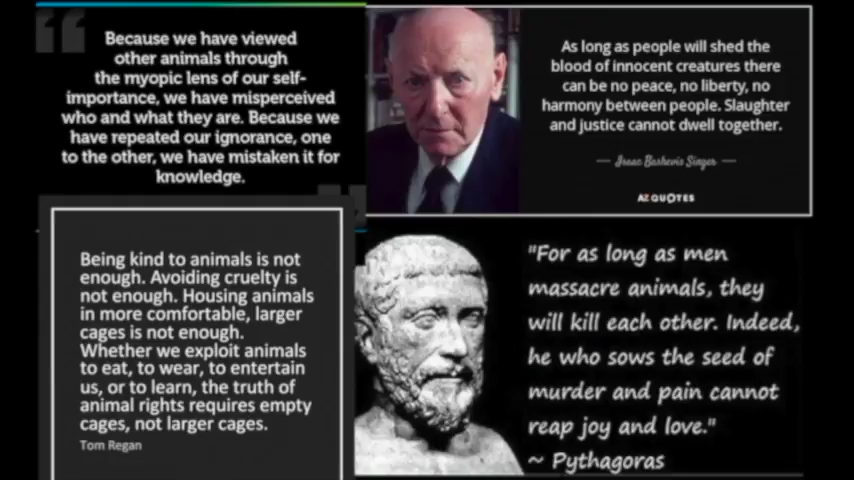 Because we have viewed
other animals through
the myopic lens of our self-
importance, we have misperceived
who and what they are. Because we
have repeated our ignorance, one
to the other, we have mistaken it for
knowledge.
As long as people will shed the
blood of innocent creatures there
can be no peace, no liberty, no
harmony between people. Slaughter
and justice cannot dwell together.
— Isaac Bashevis Singer —
AZ QUOTES
Being kind to animals is not
enough. Avoiding cruelty is
not enough. Housing animals
in more comfortable, larger
cages is not enough.
Whether we exploit animals
to eat, to wear, to entertain
us, or to learn, the truth of
animal rights requires empty
cages, not larger cages.
Tom Regan
"For as long as men
massacre animals, they
will kill each other. Indeed,
he who sows the seed of
murder and pain cannot
reap joy and love."
~ Pythagoras